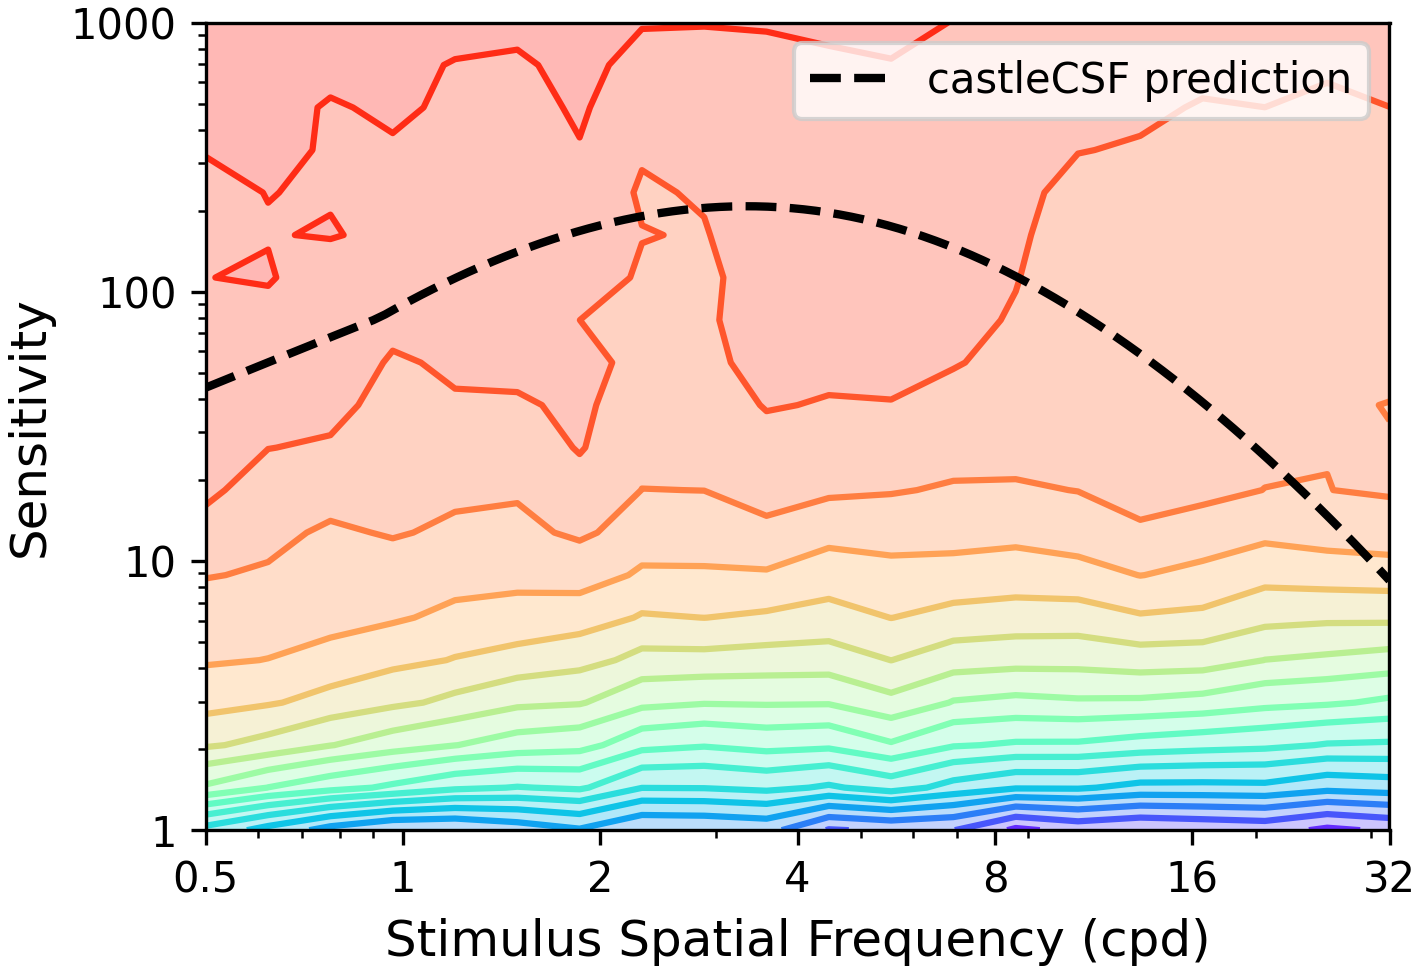 1000
castleCSF prediction
100
Sensitivity
10
1
0.5 1 2 4 8 16 32
Stimulus Spatial Frequency (cpd)